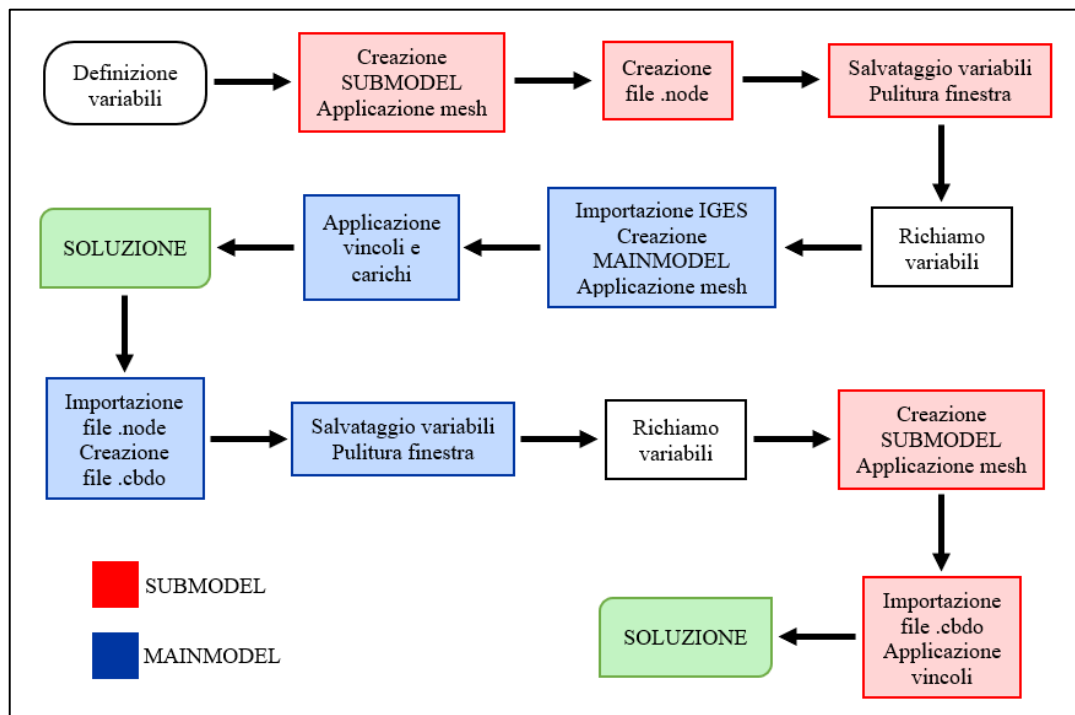 Definizione
variabili
Creazione
SUBMODEL
Applicazione mesh
Creazione
file .node
Salvataggio variabili
Pulitura finestra
Richiamo
variabili
Importazione IGES
Creazione
MAINMODEL
Applicazione mesh
Applicazione
vincoli e
carichi
SOLUZIONE
Importazione
file .node
Creazione
file .cbdo
Salvataggio variabili
Pulitura finestra
Richiamo
variabili
Creazione
SUBMODEL
Applicazione mesh
Importazione
file .cbdo
Applicazione
vincoli
SOLUZIONE
SUBMODEL
MAINMODEL